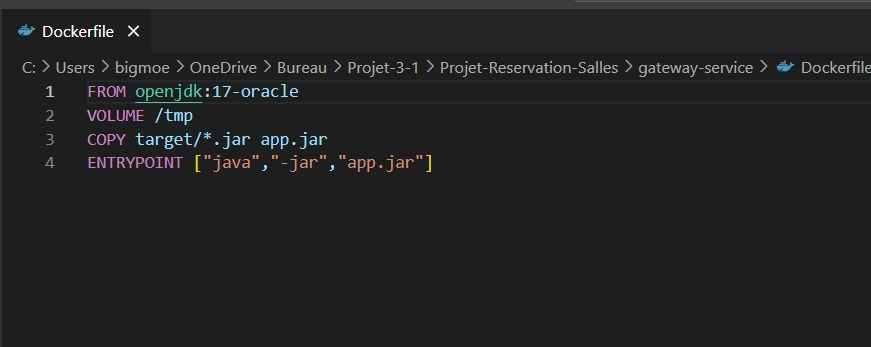 Dockerfile
C: > Users > bigmoe > OneDrive > Bureau > Projet-3-1 > Projet-Reservation-Salles > gateway-service > Dockerfile
1 FROM openjdk:17-oracle
2 VOLUME /tmp
3 COPY target/*.jar app.jar
4 ENTRYPOINT ["java","-jar","app.jar"]